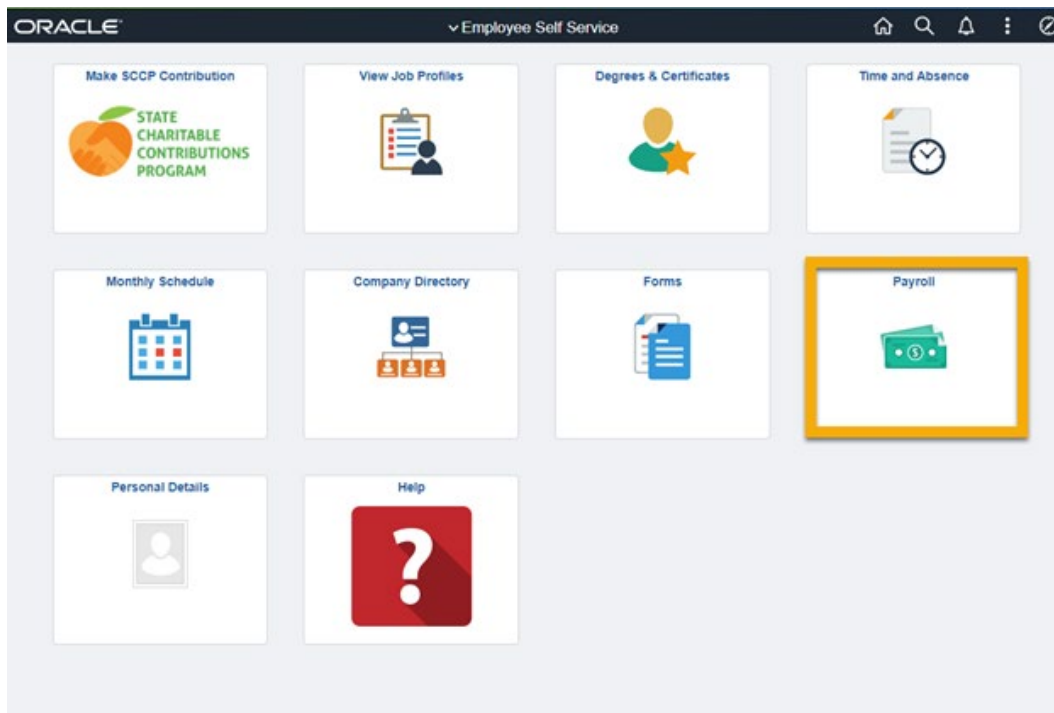 ORACLE
Employee Self Service
Make SCCP Contribution
STATE
CHARITABLE
CONTRIBUTIONS
PROGRAM
View Job Profiles
Degrees & Certificates
Time and Absence
Monthly Schedule
Company Directory
Forms
Payroll
$
Personal Details
Help
?